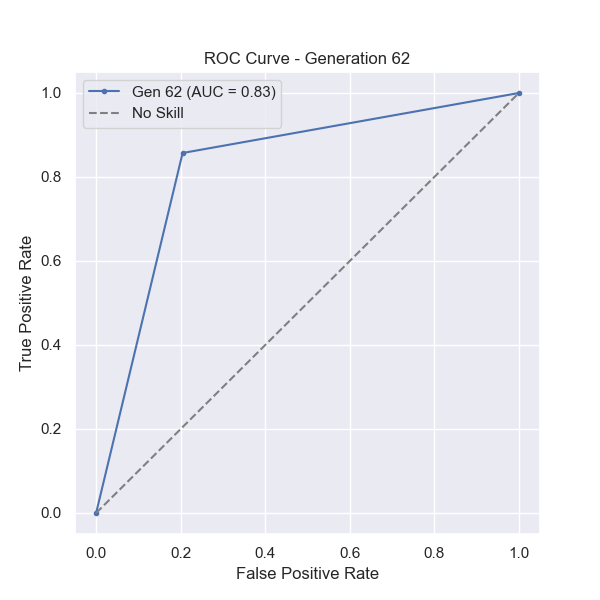 ROC Curve - Generation 62
Gen 62 (AUC = 0.83)
No Skill
1.0
0.8
0.6
0.4
0.2
0.0
True Positive Rate
0.0 0.2 0.4 0.6 0.8 1.0
False Positive Rate